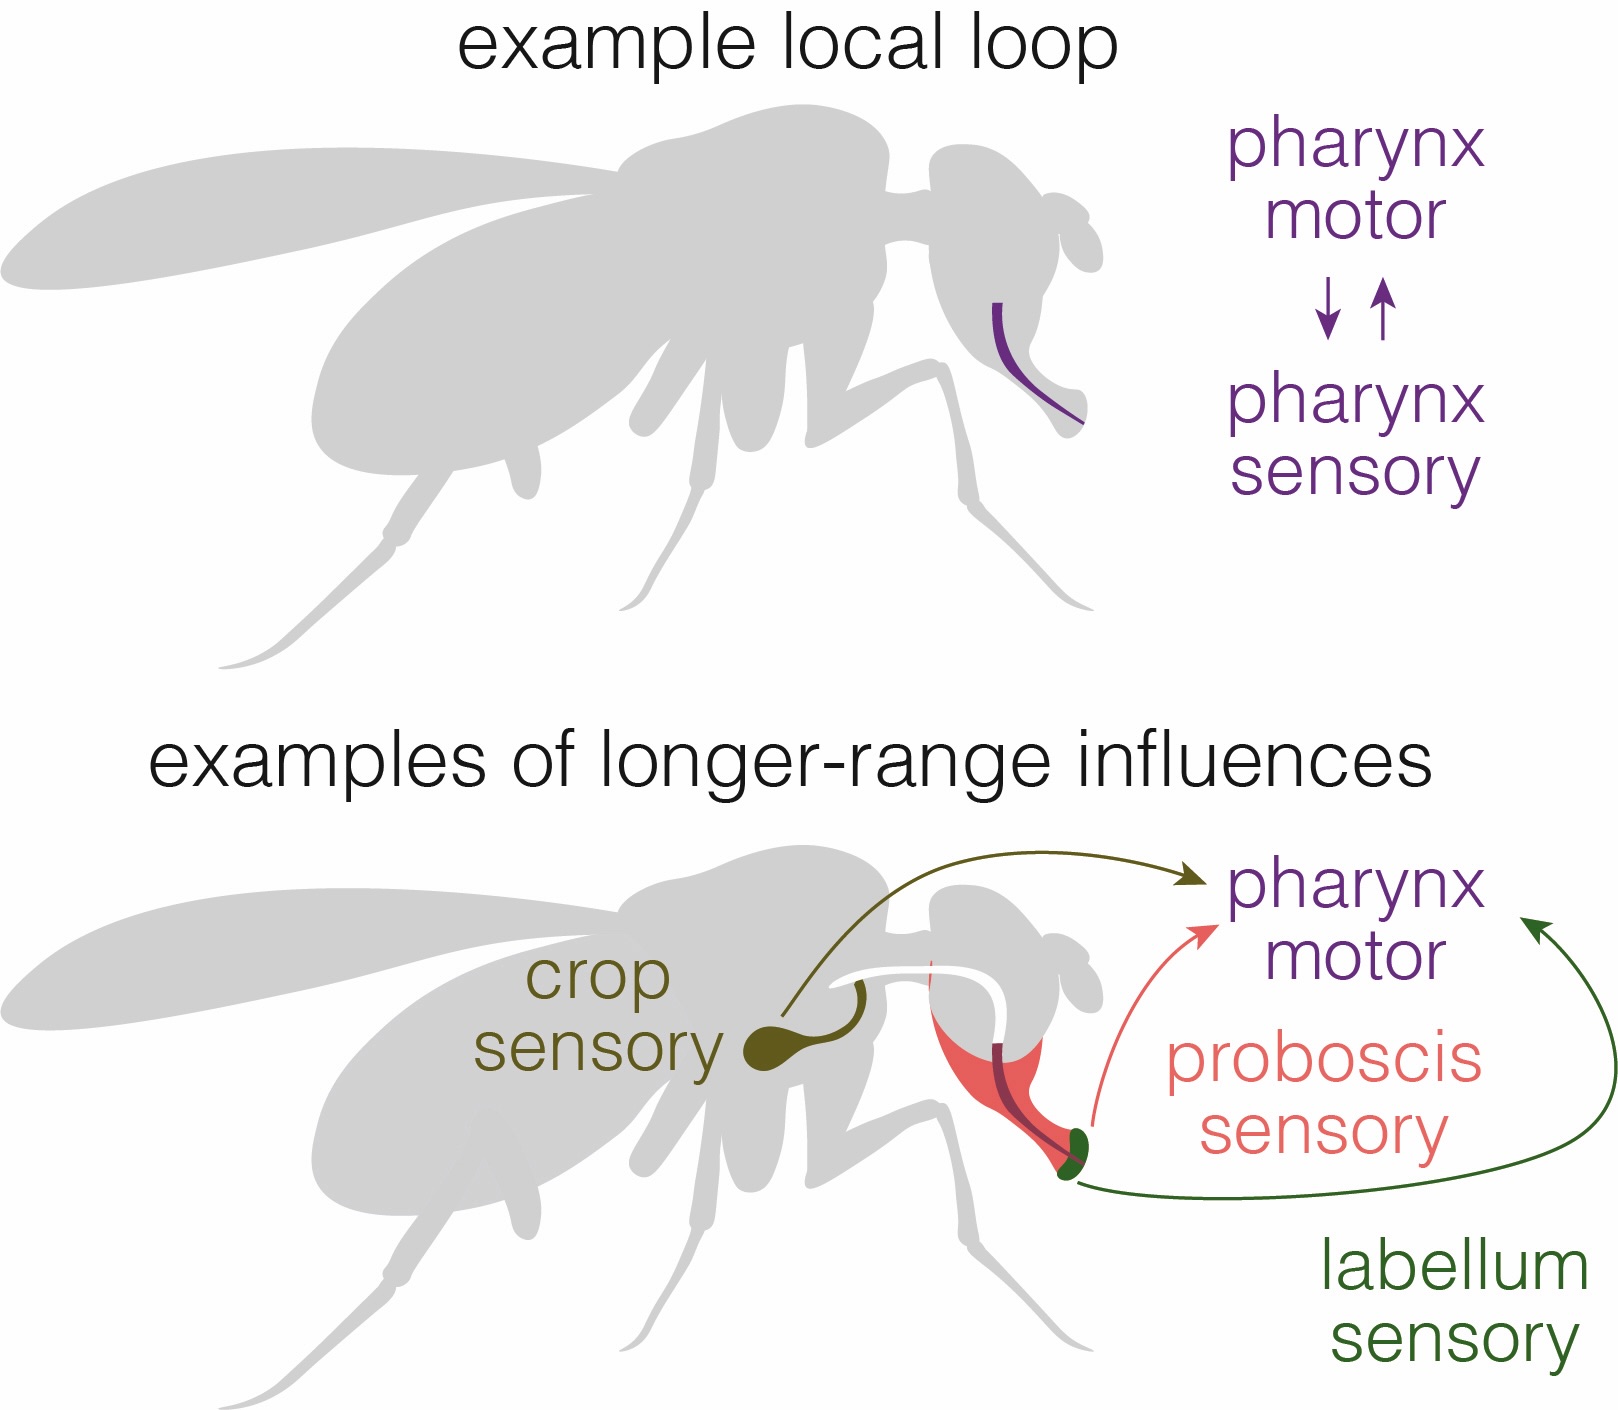 example local loop
pharynx
motor
pharynx
sensory
examples of longer-range influences
pharynx
motor
crop
sensory
proboscis
sensory
labellum
sensory